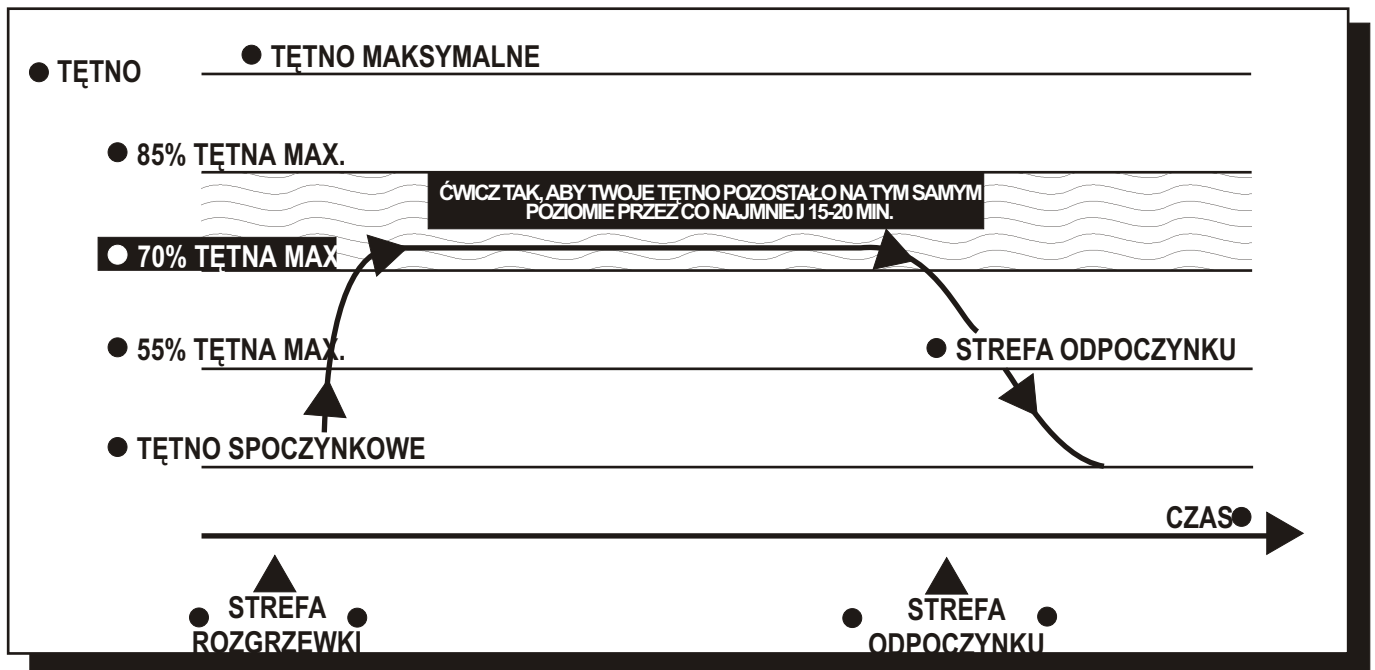 TĘTNO MAKSYMALNE
TĘTNO
85% TĘTNA MAX.
ĆWICZ TAK, ABY TWOJE TĘTNO POZOSTAŁO NA TYM SAMYM
POZIOMIE PRZEZ CO NAJMNIEJ 15-20 MIN.
70% TĘTNA MAX
55% TĘTNA MAX.
STREFA ODPOCZYNKU
TĘTNO SPOCZYNKOWE
CZAS
STREFA
ROZGRZEWKI
STREFA
ODPOCZYNKU